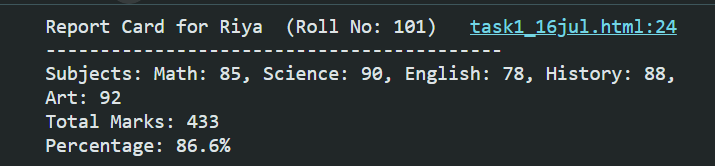 Report Card for Riya  (Roll No: 101)   task1_16jul.html:24
------------------------------------------
Subjects: Math: 85, Science: 90, English: 78, History: 88,
Art: 92
Total Marks: 433
Percentage: 86.6%